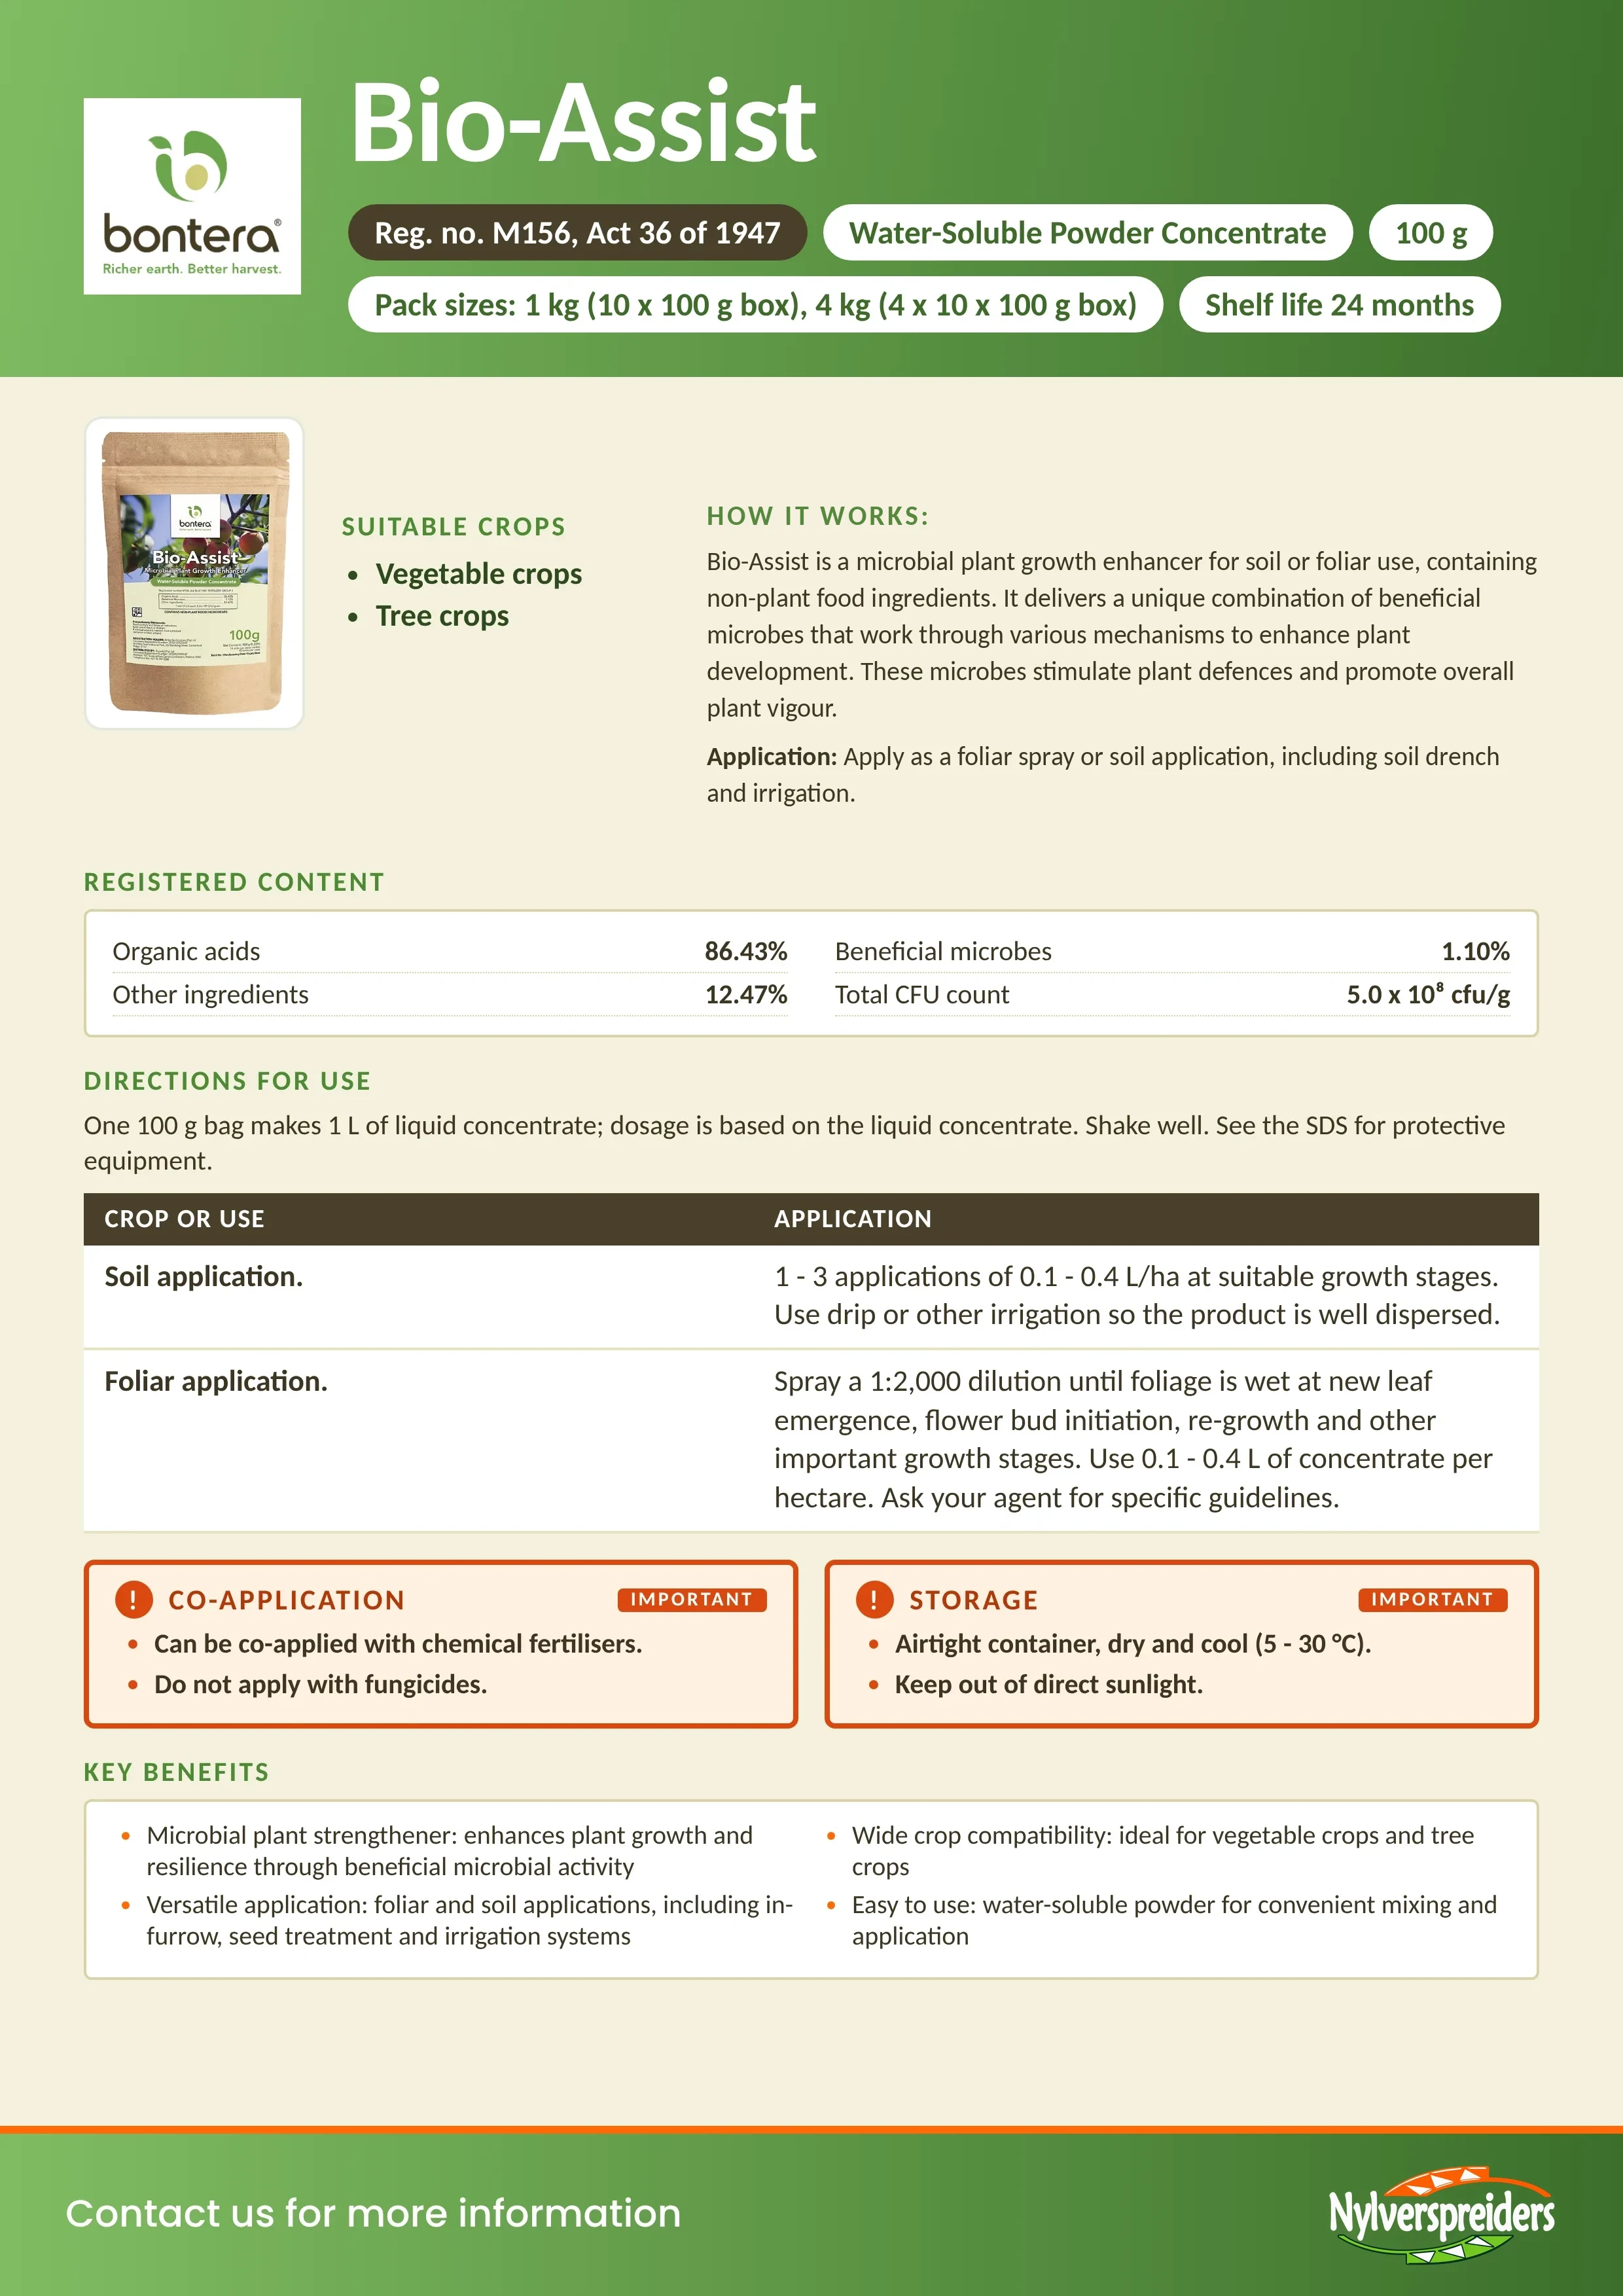 Bio-Assist
bontera®
Richer earth. Better harvest.
Reg. no. M156, Act 36 of 1947
Water-Soluble Powder Concentrate
100 g
Pack sizes: 1 kg (10 x 100 g box), 4 kg (4 x 10 x 100 g box)
Shelf life 24 months
bontera
Bio-Assist
Microbial Plant Growth Enhancer
Water-Soluble Powder Concentrate
100g
SUITABLE CROPS
• Vegetable crops
• Tree crops
HOW IT WORKS:
Bio-Assist is a microbial plant growth enhancer for soil or foliar use, containing
non-plant food ingredients. It delivers a unique combination of beneficial
microbes that work through various mechanisms to enhance plant
development. These microbes stimulate plant defences and promote overall
plant vigour.
Application: Apply as a foliar spray or soil application, including soil drench
and irrigation.
REGISTERED CONTENT
Organic acids 86.43%
Beneficial microbes 1.10%
Other ingredients 12.47%
Total CFU count 5.0 x 10⁸ cfu/g
DIRECTIONS FOR USE
One 100 g bag makes 1 L of liquid concentrate; dosage is based on the liquid concentrate. Shake well. See the SDS for protective
equipment.
CROP OR USE APPLICATION
Soil application.
1 - 3 applications of 0.1 - 0.4 L/ha at suitable growth stages.
Use drip or other irrigation so the product is well dispersed.
Foliar application.
Spray a 1:2,000 dilution until foliage is wet at new leaf
emergence, flower bud initiation, re-growth and other
important growth stages. Use 0.1 - 0.4 L of concentrate per
hectare. Ask your agent for specific guidelines.
! CO-APPLICATION IMPORTANT
• Can be co-applied with chemical fertilisers.
• Do not apply with fungicides.
! STORAGE IMPORTANT
• Airtight container, dry and cool (5 - 30 °C).
• Keep out of direct sunlight.
KEY BENEFITS
• Microbial plant strengthener: enhances plant growth and
resilience through beneficial microbial activity
• Versatile application: foliar and soil applications, including in-
furrow, seed treatment and irrigation systems
• Wide crop compatibility: ideal for vegetable crops and tree
crops
• Easy to use: water-soluble powder for convenient mixing and
application
Contact us for more information
Nylverspreiders